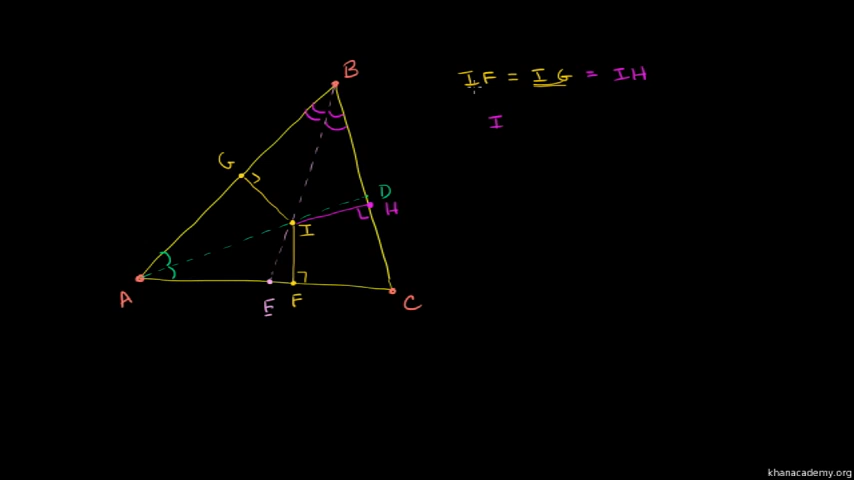 B
IF = IG = IH
I
G
D
H
I
A
E
F
C
khanacademy.org